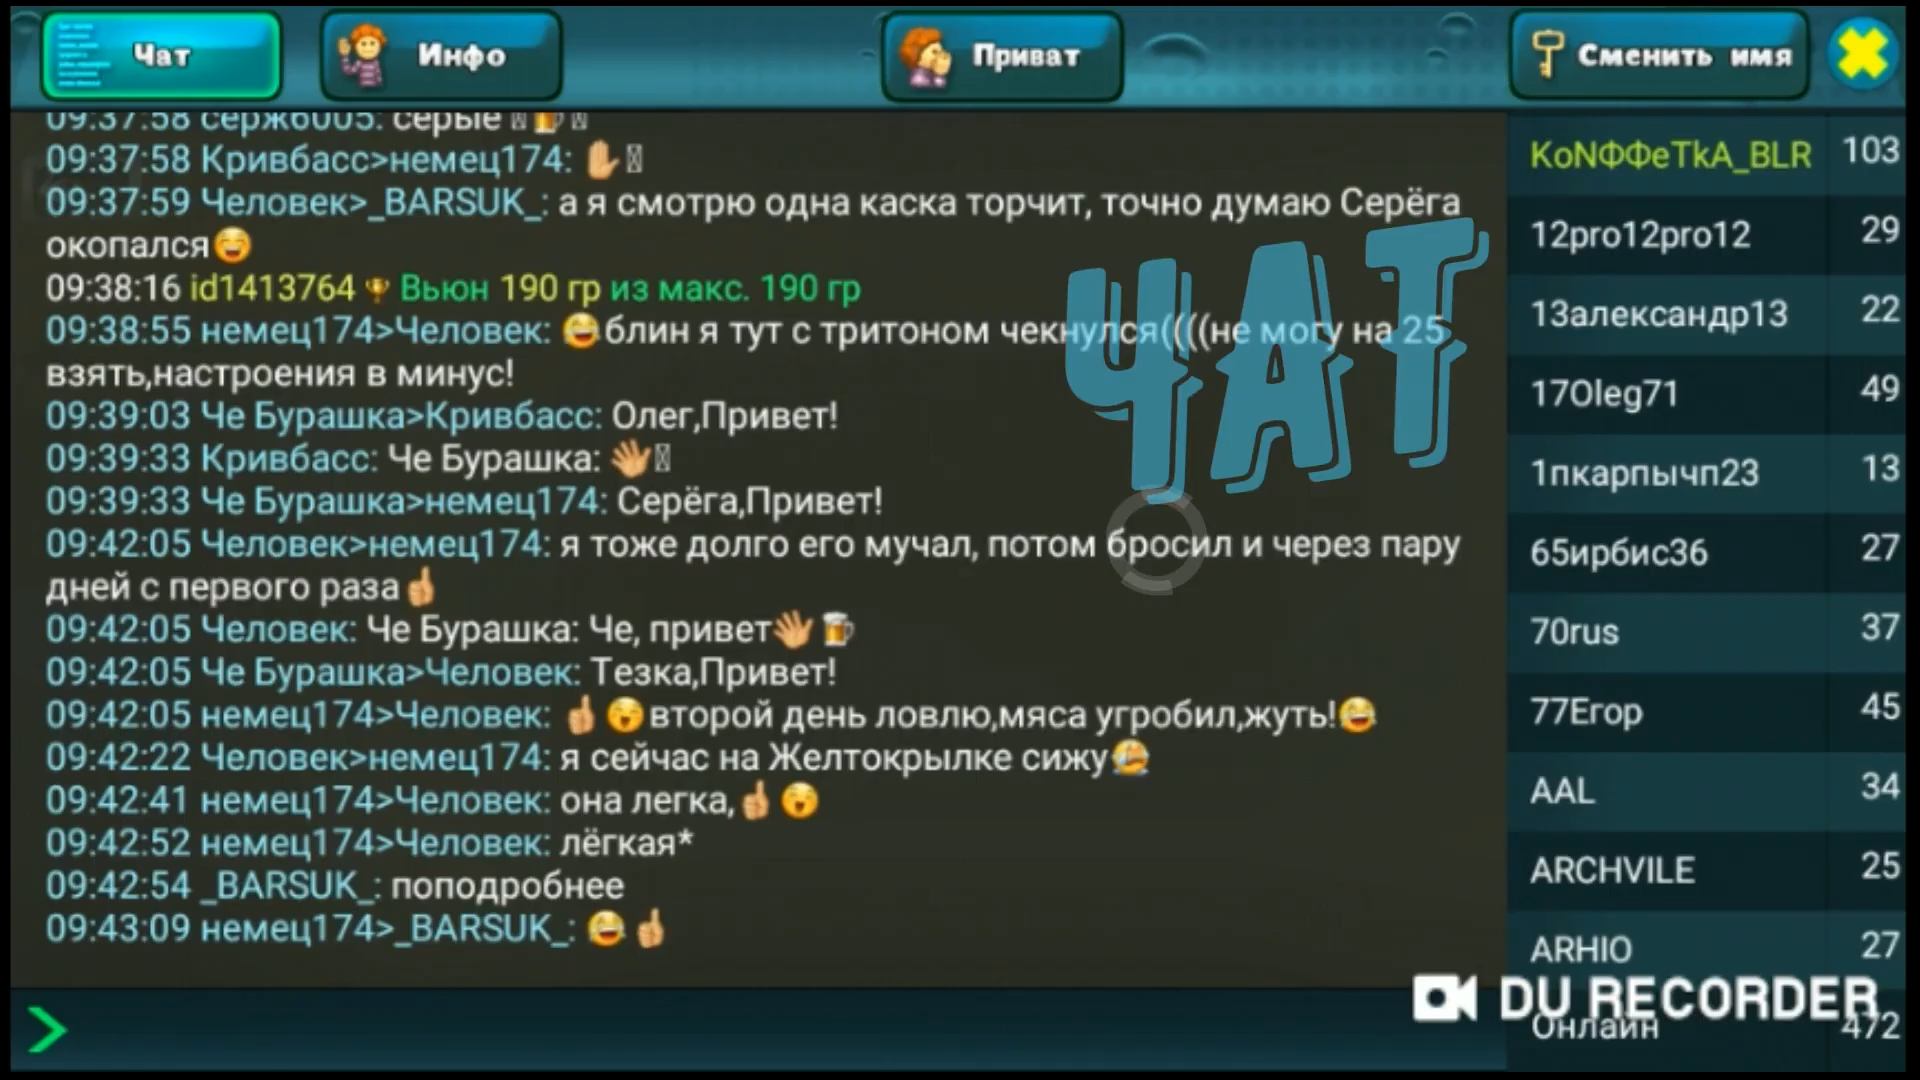 Чат
Инфо
Приват
Сменить имя
09:37:58 серж6005: серые 🍺
09:37:58 Кривбасс>немец174: ✋
09:37:59 Человек>_BARSUK_: а я смотрю одна каска торчит, точно думаю Серёга
окопался😄
09:38:16 id1413764 🏆 Вьюн 190 гр из макс. 190 гр
09:38:55 немец174>Человек: 😂блин я тут с тритоном чекнулся((((не могу на 25
взять,настроения в минус!
09:39:03 Че Бурашка>Кривбасс: Олег,Привет!
09:39:33 Кривбасс: Че Бурашка: 👋
09:39:33 Че Бурашка>немец174: Серёга,Привет!
09:42:05 Человек>немец174: я тоже долго его мучал, потом бросил и через пару
дней с первого раза👍
09:42:05 Человек: Че Бурашка: Че, привет👋🍺
09:42:05 Че Бурашка>Человек: Тезка,Привет!
09:42:05 немец174>Человек: 👍😲второй день ловлю,мяса угробил,жуть!😂
09:42:22 Человек>немец174: я сейчас на Желтокрылке сижу😭
09:42:41 немец174>Человек: она легка,👍😲
09:42:52 немец174>Человек: лёгкая*
09:42:54 _BARSUK_: поподробнее
09:43:09 немец174>_BARSUK_: 😂👍
ЧАТ
KoNФФeTkA_BLR 103
12pro12pro12 29
13александр13 22
17Oleg71 49
1пкарпычп23 13
65ирбис36 27
70rus 37
77Егор 45
AAL 34
ARCHVILE 25
ARHIO 27
DU RECORDER
Онлайн 472